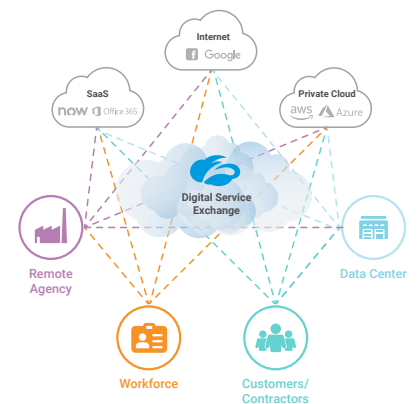 Internet
f Google
SaaS
now Office 365
Private Cloud
aws Azure
Digital Service
Exchange
Remote
Agency
Data Center
Workforce
Customers/
Contractors